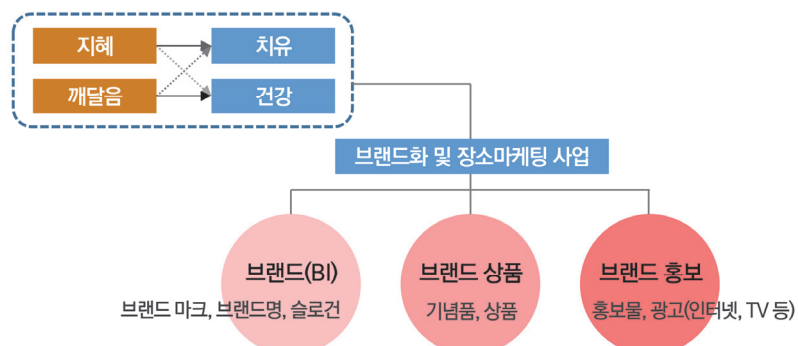 지혜
치유
깨달음
건강
브랜드화 및 장소마케팅 사업
브랜드(BI)
브랜드 마크, 브랜드명, 슬로건
브랜드 상품
기념품, 상품
브랜드 홍보
홍보물, 광고(인터넷, TV 등)